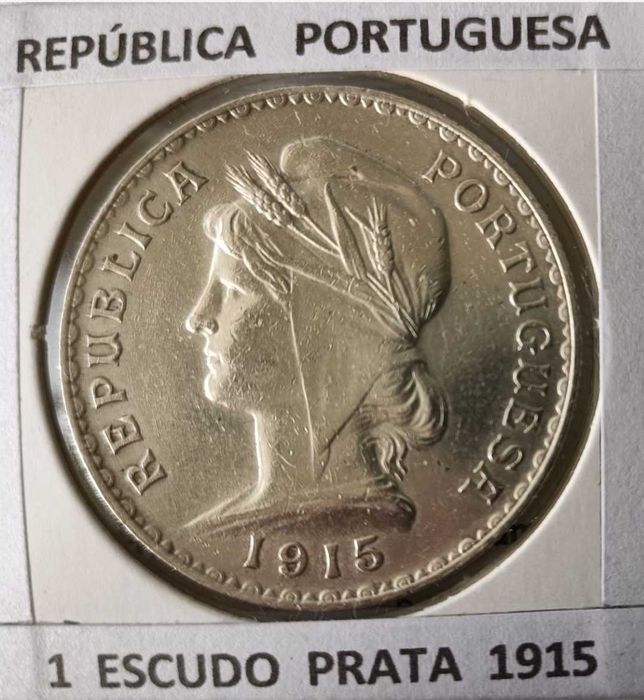 REPÚBLICA PORTUGUESA
REPUBLICA PORTUGUESA
1915
1 ESCUDO PRATA 1915